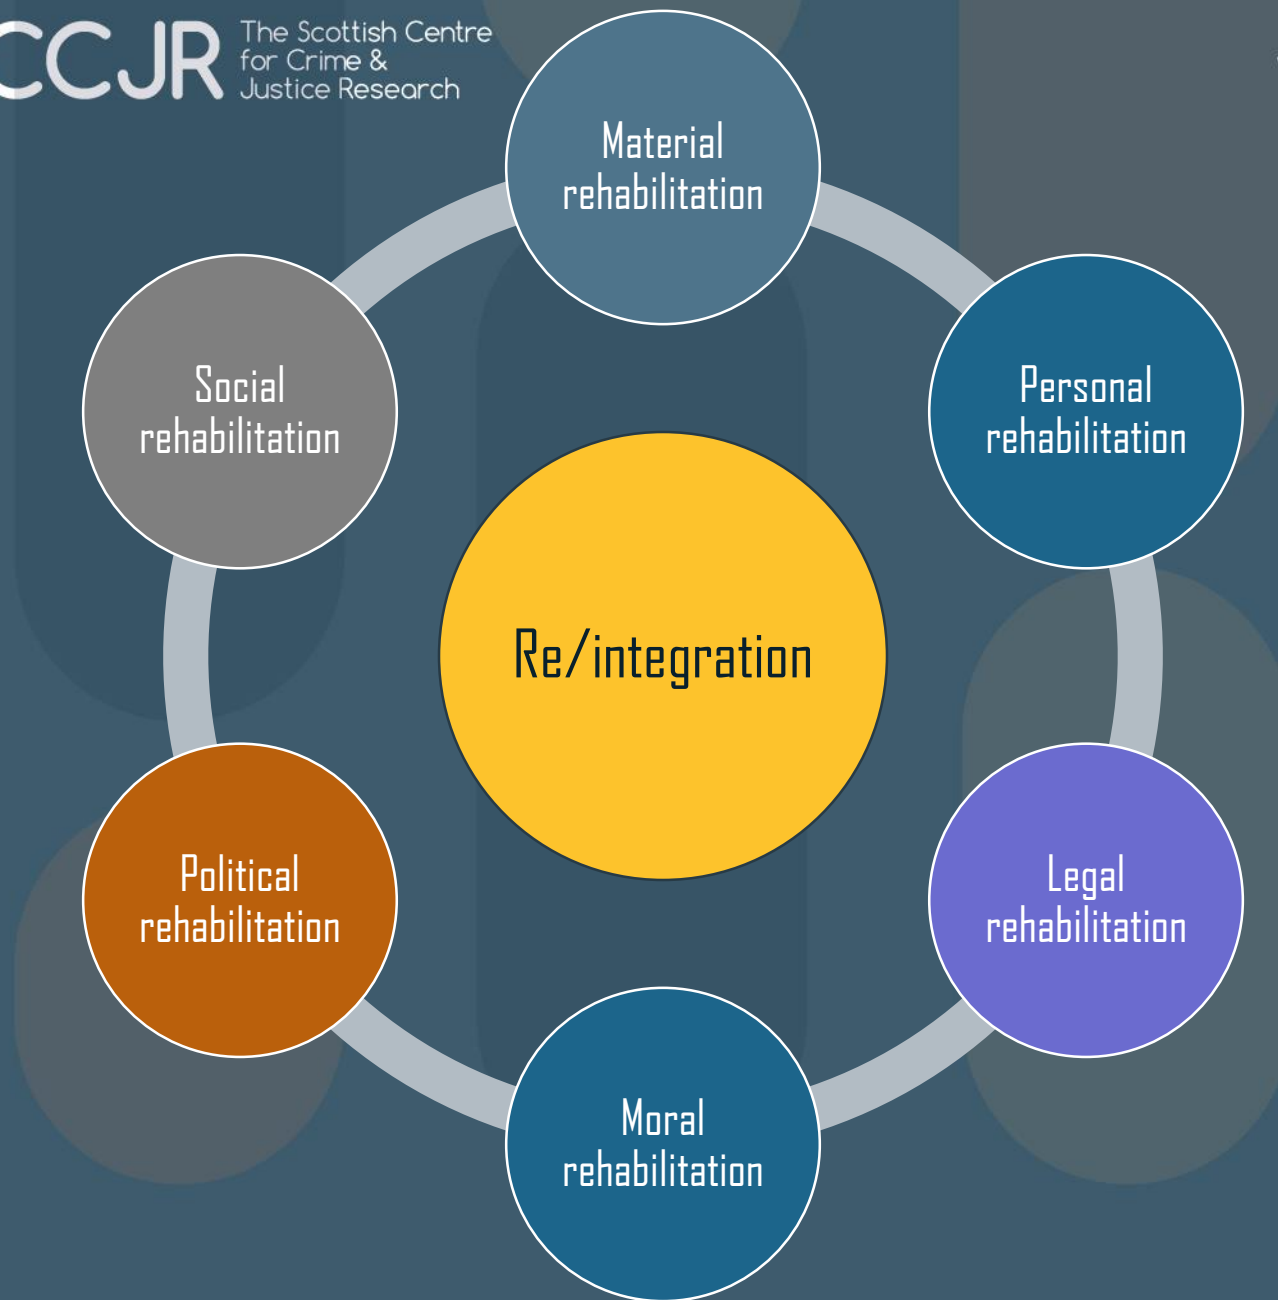 CCJR
The Scottish Centre
for Crime &
Justice Research
Material
rehabilitation
Personal
rehabilitation
Legal
rehabilitation
Moral
rehabilitation
Political
rehabilitation
Social
rehabilitation
Re/integration